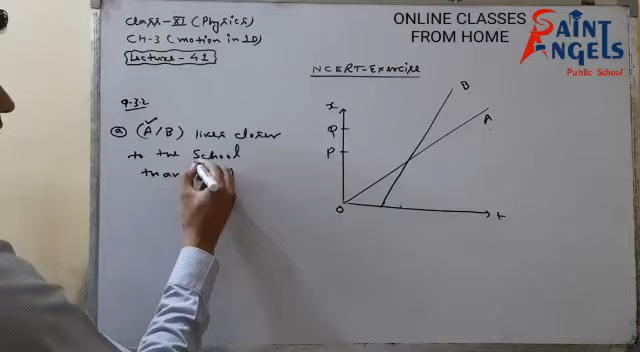 Class-XI (Physics)
CH-3 (motion in 1D)
Lecture - 41
ONLINE CLASSES
FROM HOME
SAINT
ANGELS
Public School
NCERT-Exercise
Q-3.2
(a) (A/B) lives closer
to the School
than
x
Q
P
O
t
A
B